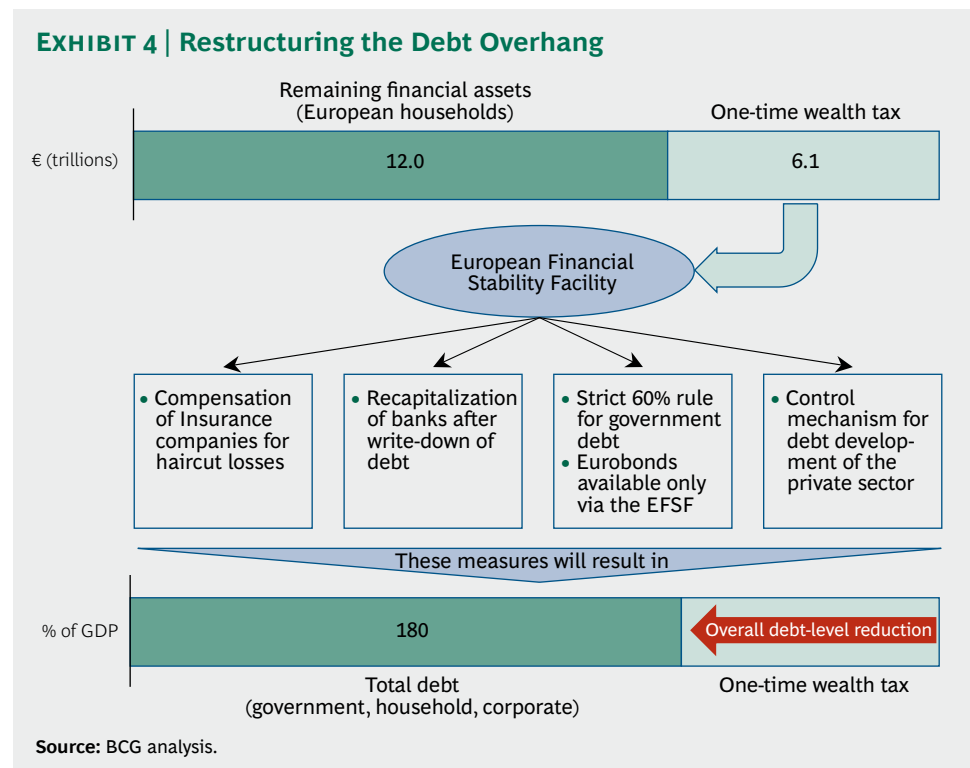 EXHIBIT 4 | Restructuring the Debt Overhang
Remaining financial assets
(European households)
One-time wealth tax
€ (trillions)
12.0
6.1
European Financial
Stability Facility
• Compensation
of Insurance
companies for
haircut losses
• Recapitalization
of banks after
write-down of
debt
• Strict 60% rule
for government
debt
• Eurobonds
available only
via the EFSF
• Control
mechanism for
debt develop-
ment of the
private sector
These measures will result in
% of GDP
180
Overall debt-level reduction
Total debt
(government, household, corporate)
One-time wealth tax
Source: BCG analysis.